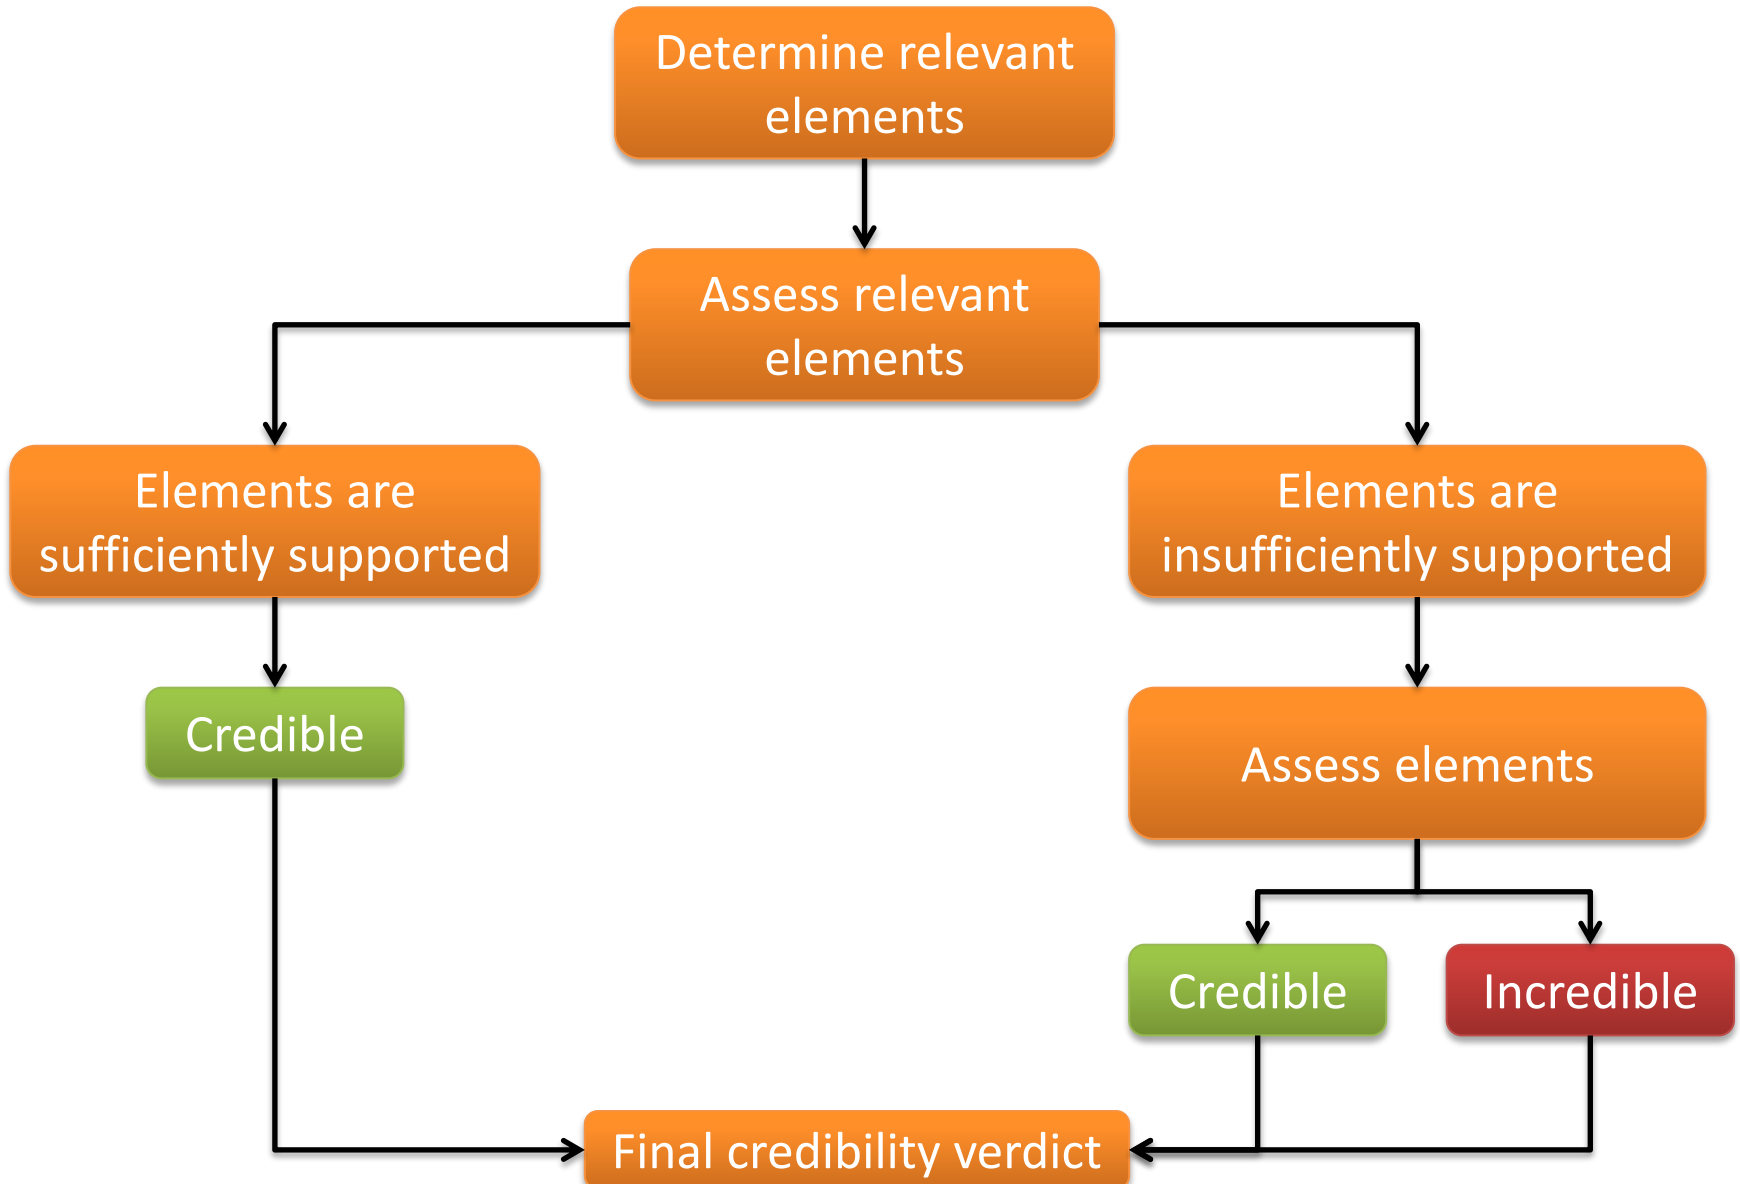 Determine relevant
elements
Assess relevant
elements
Elements are
sufficiently supported
Elements are
insufficiently supported
Credible
Assess elements
Credible
Incredible
Final credibility verdict